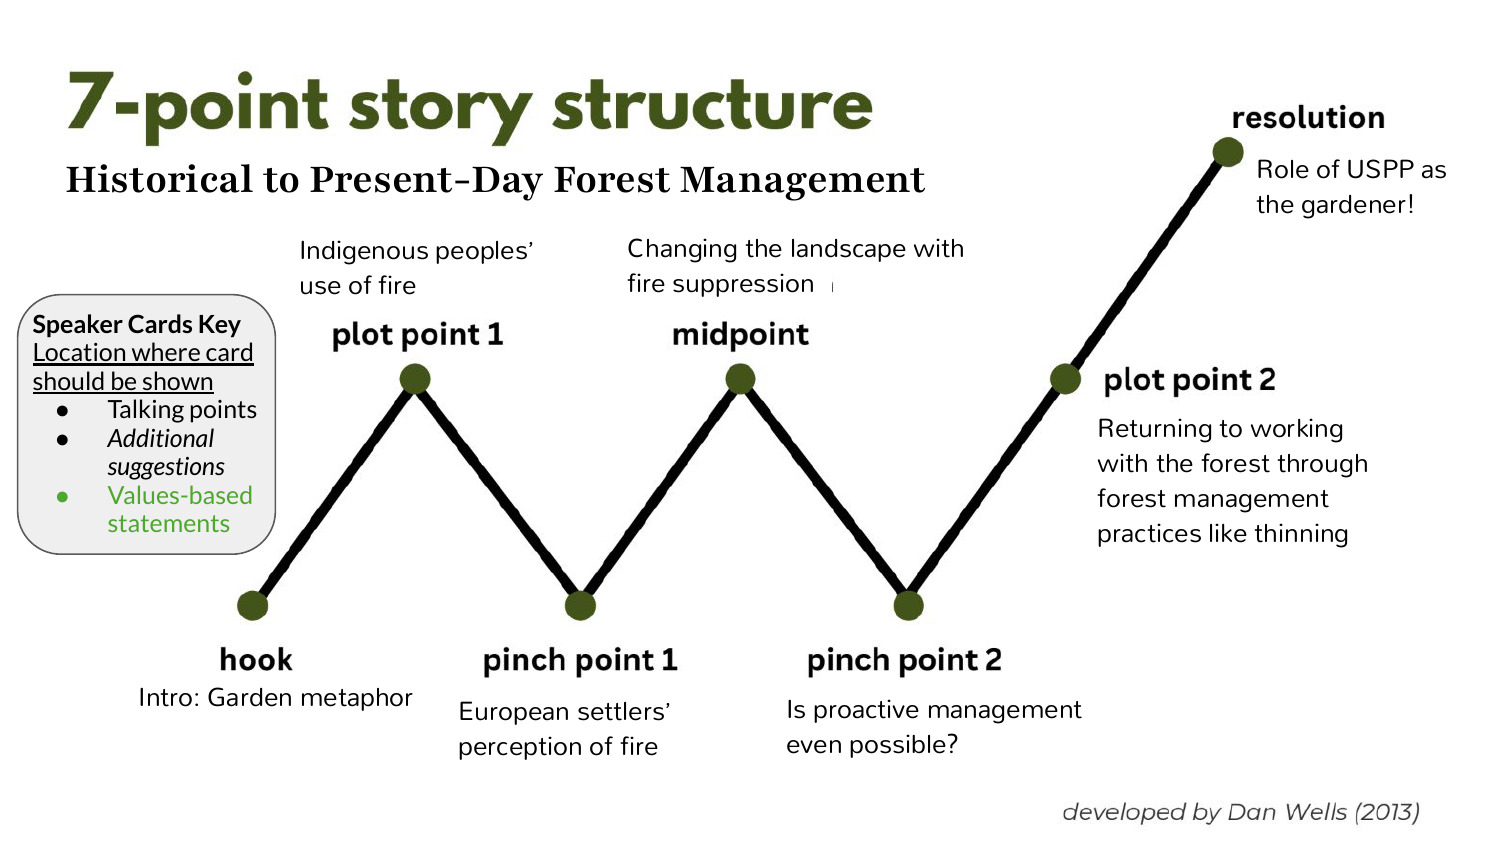 7-point story structure
Historical to Present-Day Forest Management
resolution
Role of USPP as
the gardener!
Indigenous peoples’
use of fire
plot point 1
Changing the landscape with
fire suppression
midpoint
Speaker Cards Key
Location where card
should be shown
● Talking points
● Additional
suggestions
● Values-based
statements
plot point 2
Returning to working
with the forest through
forest management
practices like thinning
hook
Intro: Garden metaphor
pinch point 1
European settlers’
perception of fire
pinch point 2
Is proactive management
even possible?
developed by Dan Wells (2013)